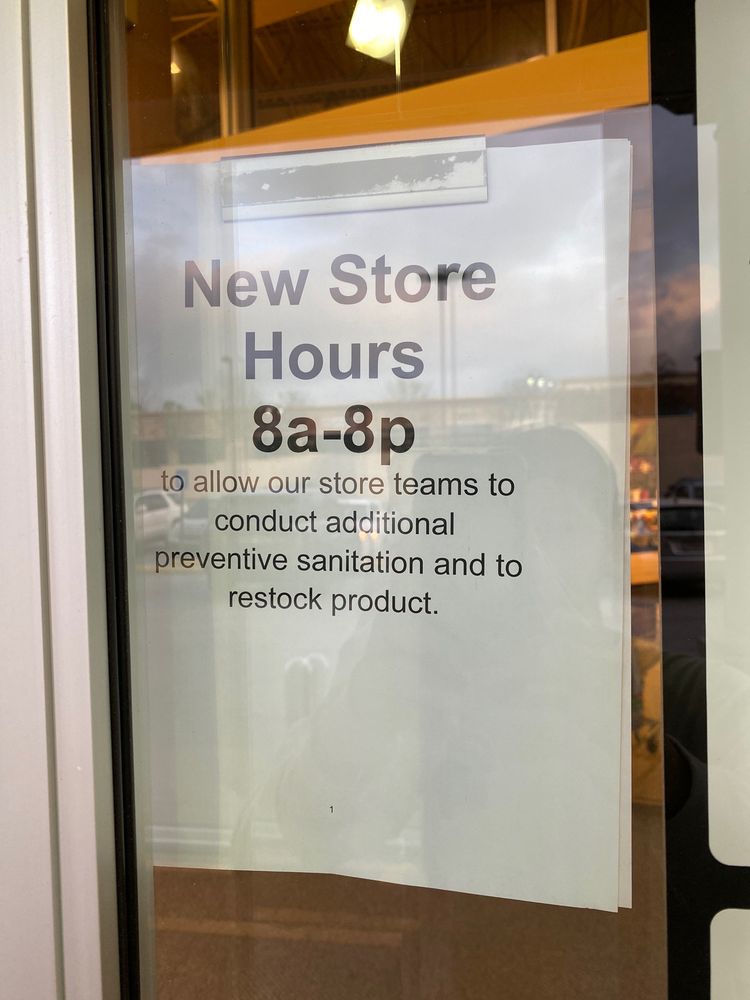 New Store
Hours
8a-8p
to allow our store teams to
conduct additional
preventive sanitation and to
restock product.
1